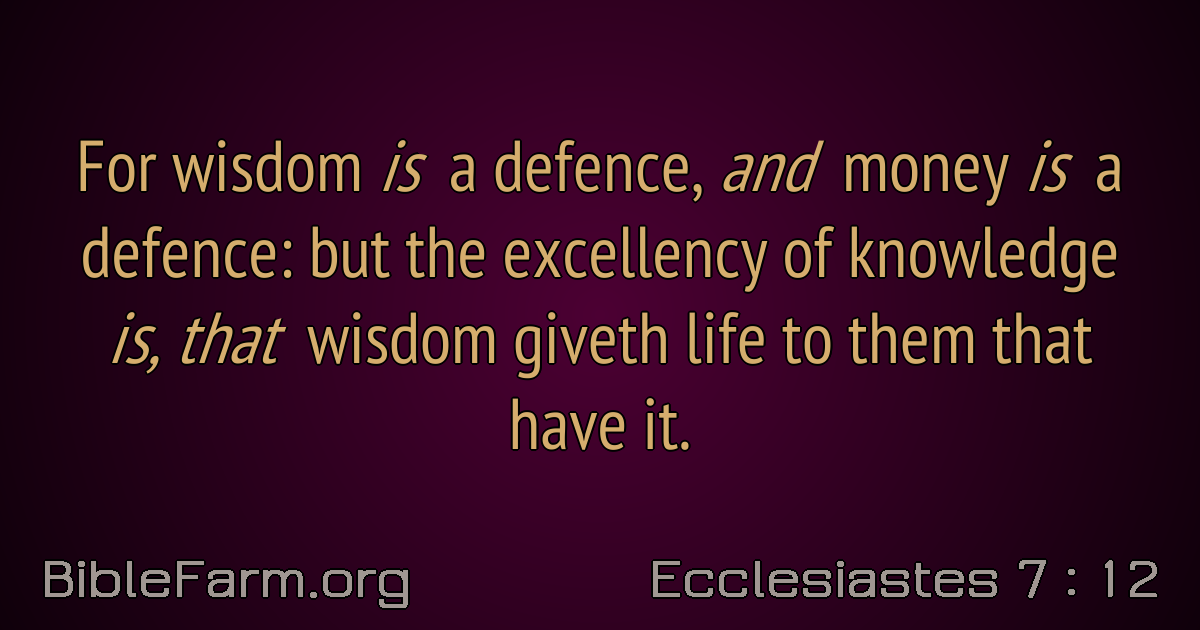 For wisdom is a defence, and money is a
defence: but the excellency of knowledge
is, that wisdom giveth life to them that
have it.
BibleFarm.org
Ecclesiastes 7 : 12